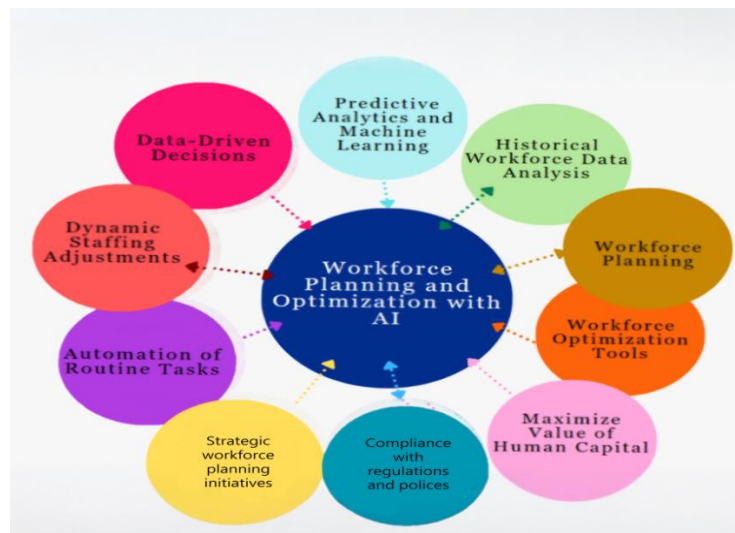 Predictive
Analytics and
Machine
Learning
Data-Driven
Decisions
Historical
Workforce Data
Analysis
Dynamic
Staffing
Adjustments
Workforce
Planning
Workforce
Planning and
Optimization with
AI
Automation of
Routine Tasks
Workforce
Optimization
Tools
Strategic
workforce
planning
initiatives
Compliance
with
regulations
and polices
Maximize
Value of
Human Capital